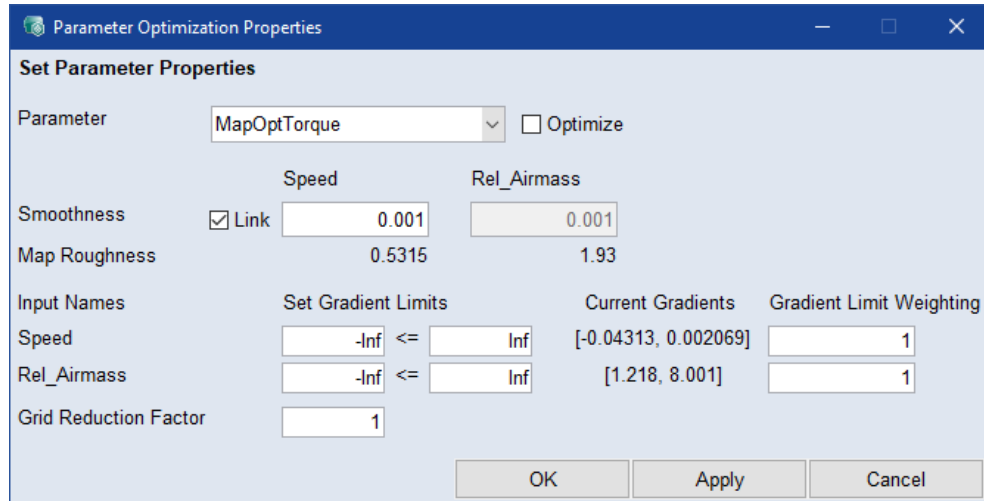 Parameter Optimization Properties
Set Parameter Properties
Parameter MapOptTorque Optimize
Speed Rel_Airmass
Smoothness Link 0.001 0.001
Map Roughness 0.5315 1.93
Input Names Set Gradient Limits Current Gradients Gradient Limit Weighting
Speed -Inf <= Inf [-0.04313, 0.002069] 1
Rel_Airmass -Inf <= Inf [1.218, 8.001] 1
Grid Reduction Factor 1
OK Apply Cancel